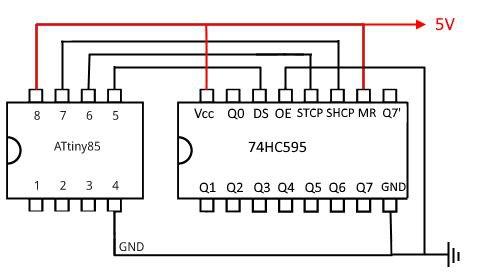 5V
8 7 6 5
ATtiny85
1 2 3 4
Vcc Q0 DS OE STCP SHCP MR Q7'
74HC595
Q1 Q2 Q3 Q4 Q5 Q6 Q7 GND
GND